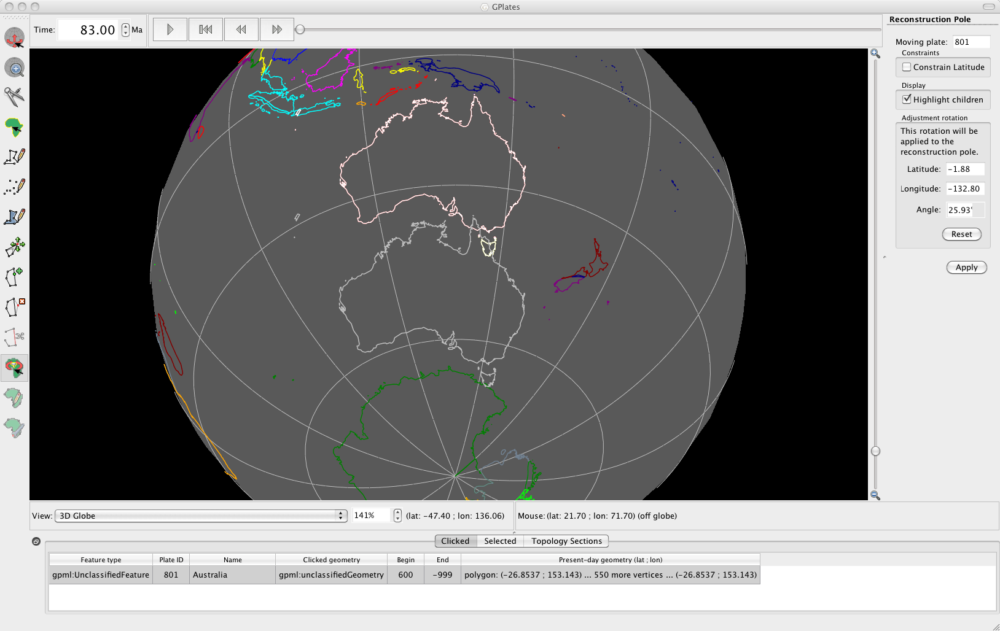 GPlates
Time: 83.00 Ma
Reconstruction Pole
Moving plate: 801
Constraints
Constrain Latitude
Display
Highlight children
Adjustment rotation
This rotation will be
applied to the
reconstruction pole.
Latitude: -1.88
Longitude: -132.80
Angle: 25.93°
Reset
Apply
View: 3D Globe 141% (lat: -47.40 ; lon: 136.06) Mouse: (lat: 21.70 ; lon: 71.70) (off globe)
Clicked Selected Topology Sections
Feature type Plate ID Name Clicked geometry Begin End Present-day geometry (lat ; lon)
gpml:UnclassifiedFeature 801 Australia gpml:unclassifiedGeometry 600 -999 polygon: (-26.8537 ; 153.143) ... 550 more vertices ... (-26.8537 ; 153.143)